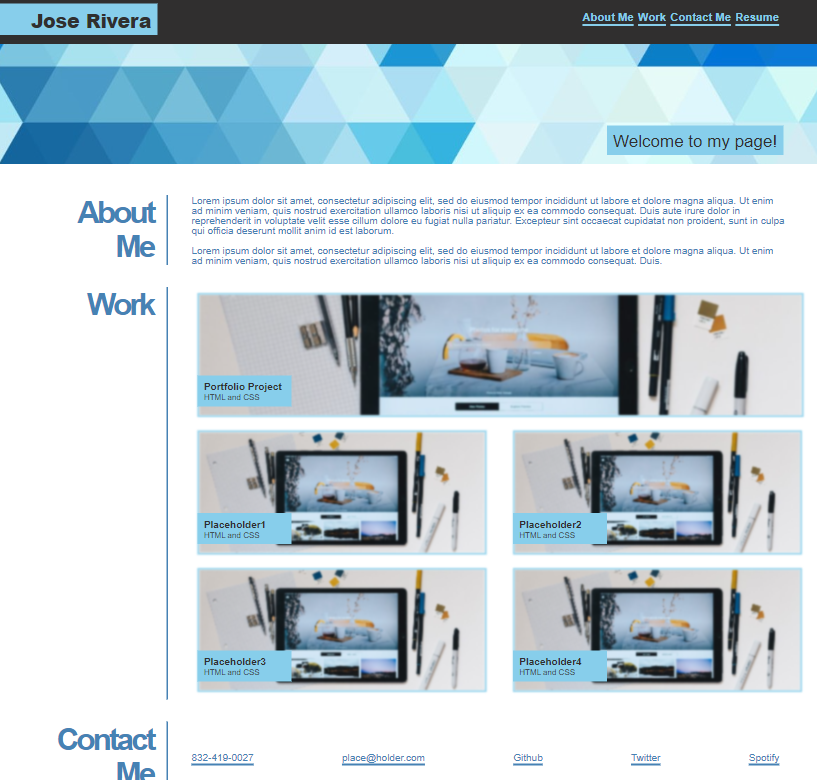 Jose Rivera
About Me Work Contact Me Resume
Welcome to my page!
About
Me
Lorem ipsum dolor sit amet, consectetur adipiscing elit, sed do eiusmod tempor incididunt ut labore et dolore magna aliqua. Ut enim
ad minim veniam, quis nostrud exercitation ullamco laboris nisi ut aliquip ex ea commodo consequat. Duis aute irure dolor in
reprehenderit in voluptate velit esse cillum dolore eu fugiat nulla pariatur. Excepteur sint occaecat cupidatat non proident, sunt in culpa
qui officia deserunt mollit anim id est laborum.
Lorem ipsum dolor sit amet, consectetur adipiscing elit, sed do eiusmod tempor incididunt ut labore et dolore magna aliqua. Ut enim
ad minim veniam, quis nostrud exercitation ullamco laboris nisi ut aliquip ex ea commodo consequat. Duis.
Work
Portfolio Project
HTML and CSS
Placeholder1
HTML and CSS
Placeholder2
HTML and CSS
Placeholder3
HTML and CSS
Placeholder4
HTML and CSS
Contact
Me
832-419-0027
place@holder.com
Github
Twitter
Spotify